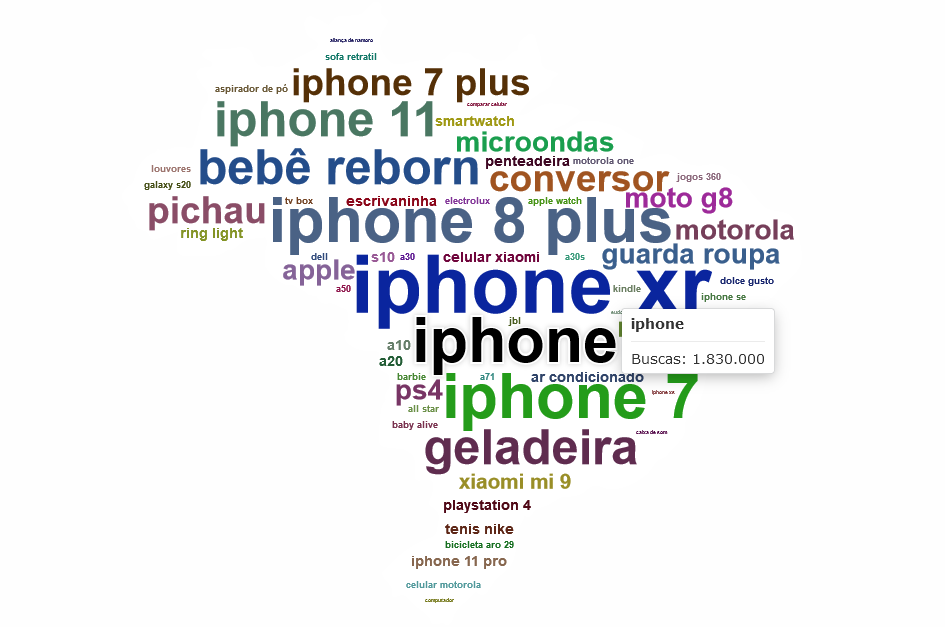 aliança de namoro
sofa retratil
iphone 7 plus
aspirador de pó
comparar celular
iphone 11
smartwatch
microondas
bebê reborn
penteadeira
motorola one
louvores
conversor
jogos 360
galaxy s20
moto g8
tv box
escrivaninha
electrolux
apple watch
pichau
iphone 8 plus
motorola
ring light
guarda roupa
dell
s10
a30
celular xiaomi
a30s
apple
iphone xr
dolce gusto
a50
kindle
iphone se
jbl
iphone
iphone
Buscas: 1.830.000
a10
a20
barbie
a71
ar condicionado
ps4
iphone 7
iphone xs
all star
baby alive
caixa de som
geladeira
xiaomi mi 9
playstation 4
tenis nike
bicicleta aro 29
iphone 11 pro
celular motorola
computador